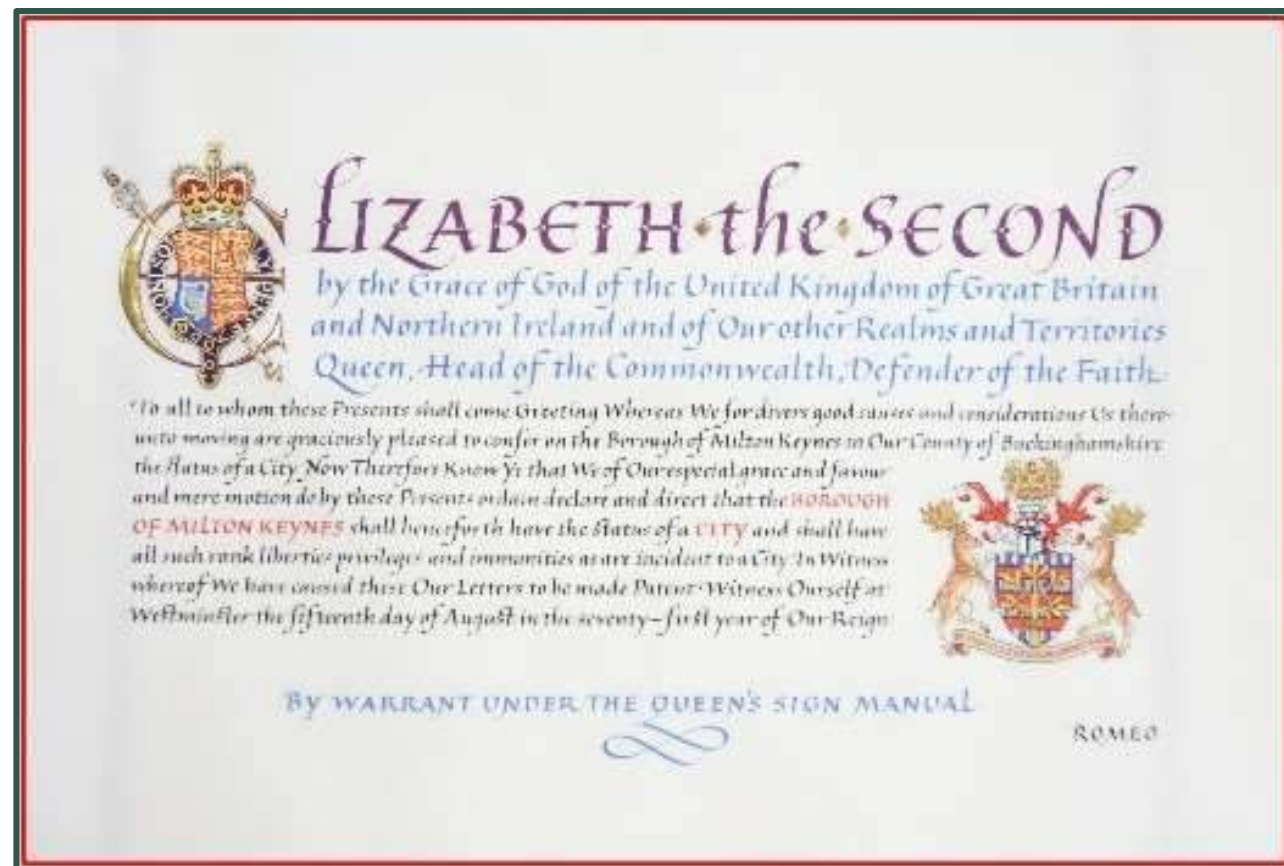 ELIZABETH·the·SECOND
by the Grace of God of the United Kingdom of Great Britain
and Northern Ireland and of Our other Realms and Territories
Queen, Head of the Commonwealth, Defender of the Faith
To all to whom these Presents shall come Greeting Whereas We for divers good causes and considerations Us there-
unto moving are graciously pleased to confer on the Borough of Milton Keynes in Our County of Buckinghamshire
the status of a City Now Therefore Know Ye that We of Our especial grace and favour
and mere motion do by these Presents ordain declare and direct that the BOROUGH
OF MILTON KEYNES shall henceforth have the status of a CITY and shall have
all such rank liberties privileges and immunities as are incident to a City In Witness
whereof We have caused these Our Letters to be made Patent · Witness Ourself at
Westminster the fifteenth day of August in the seventy-first year of Our Reign
By WARRANT UNDER THE QUEEN'S SIGN MANUAL
ROMEO